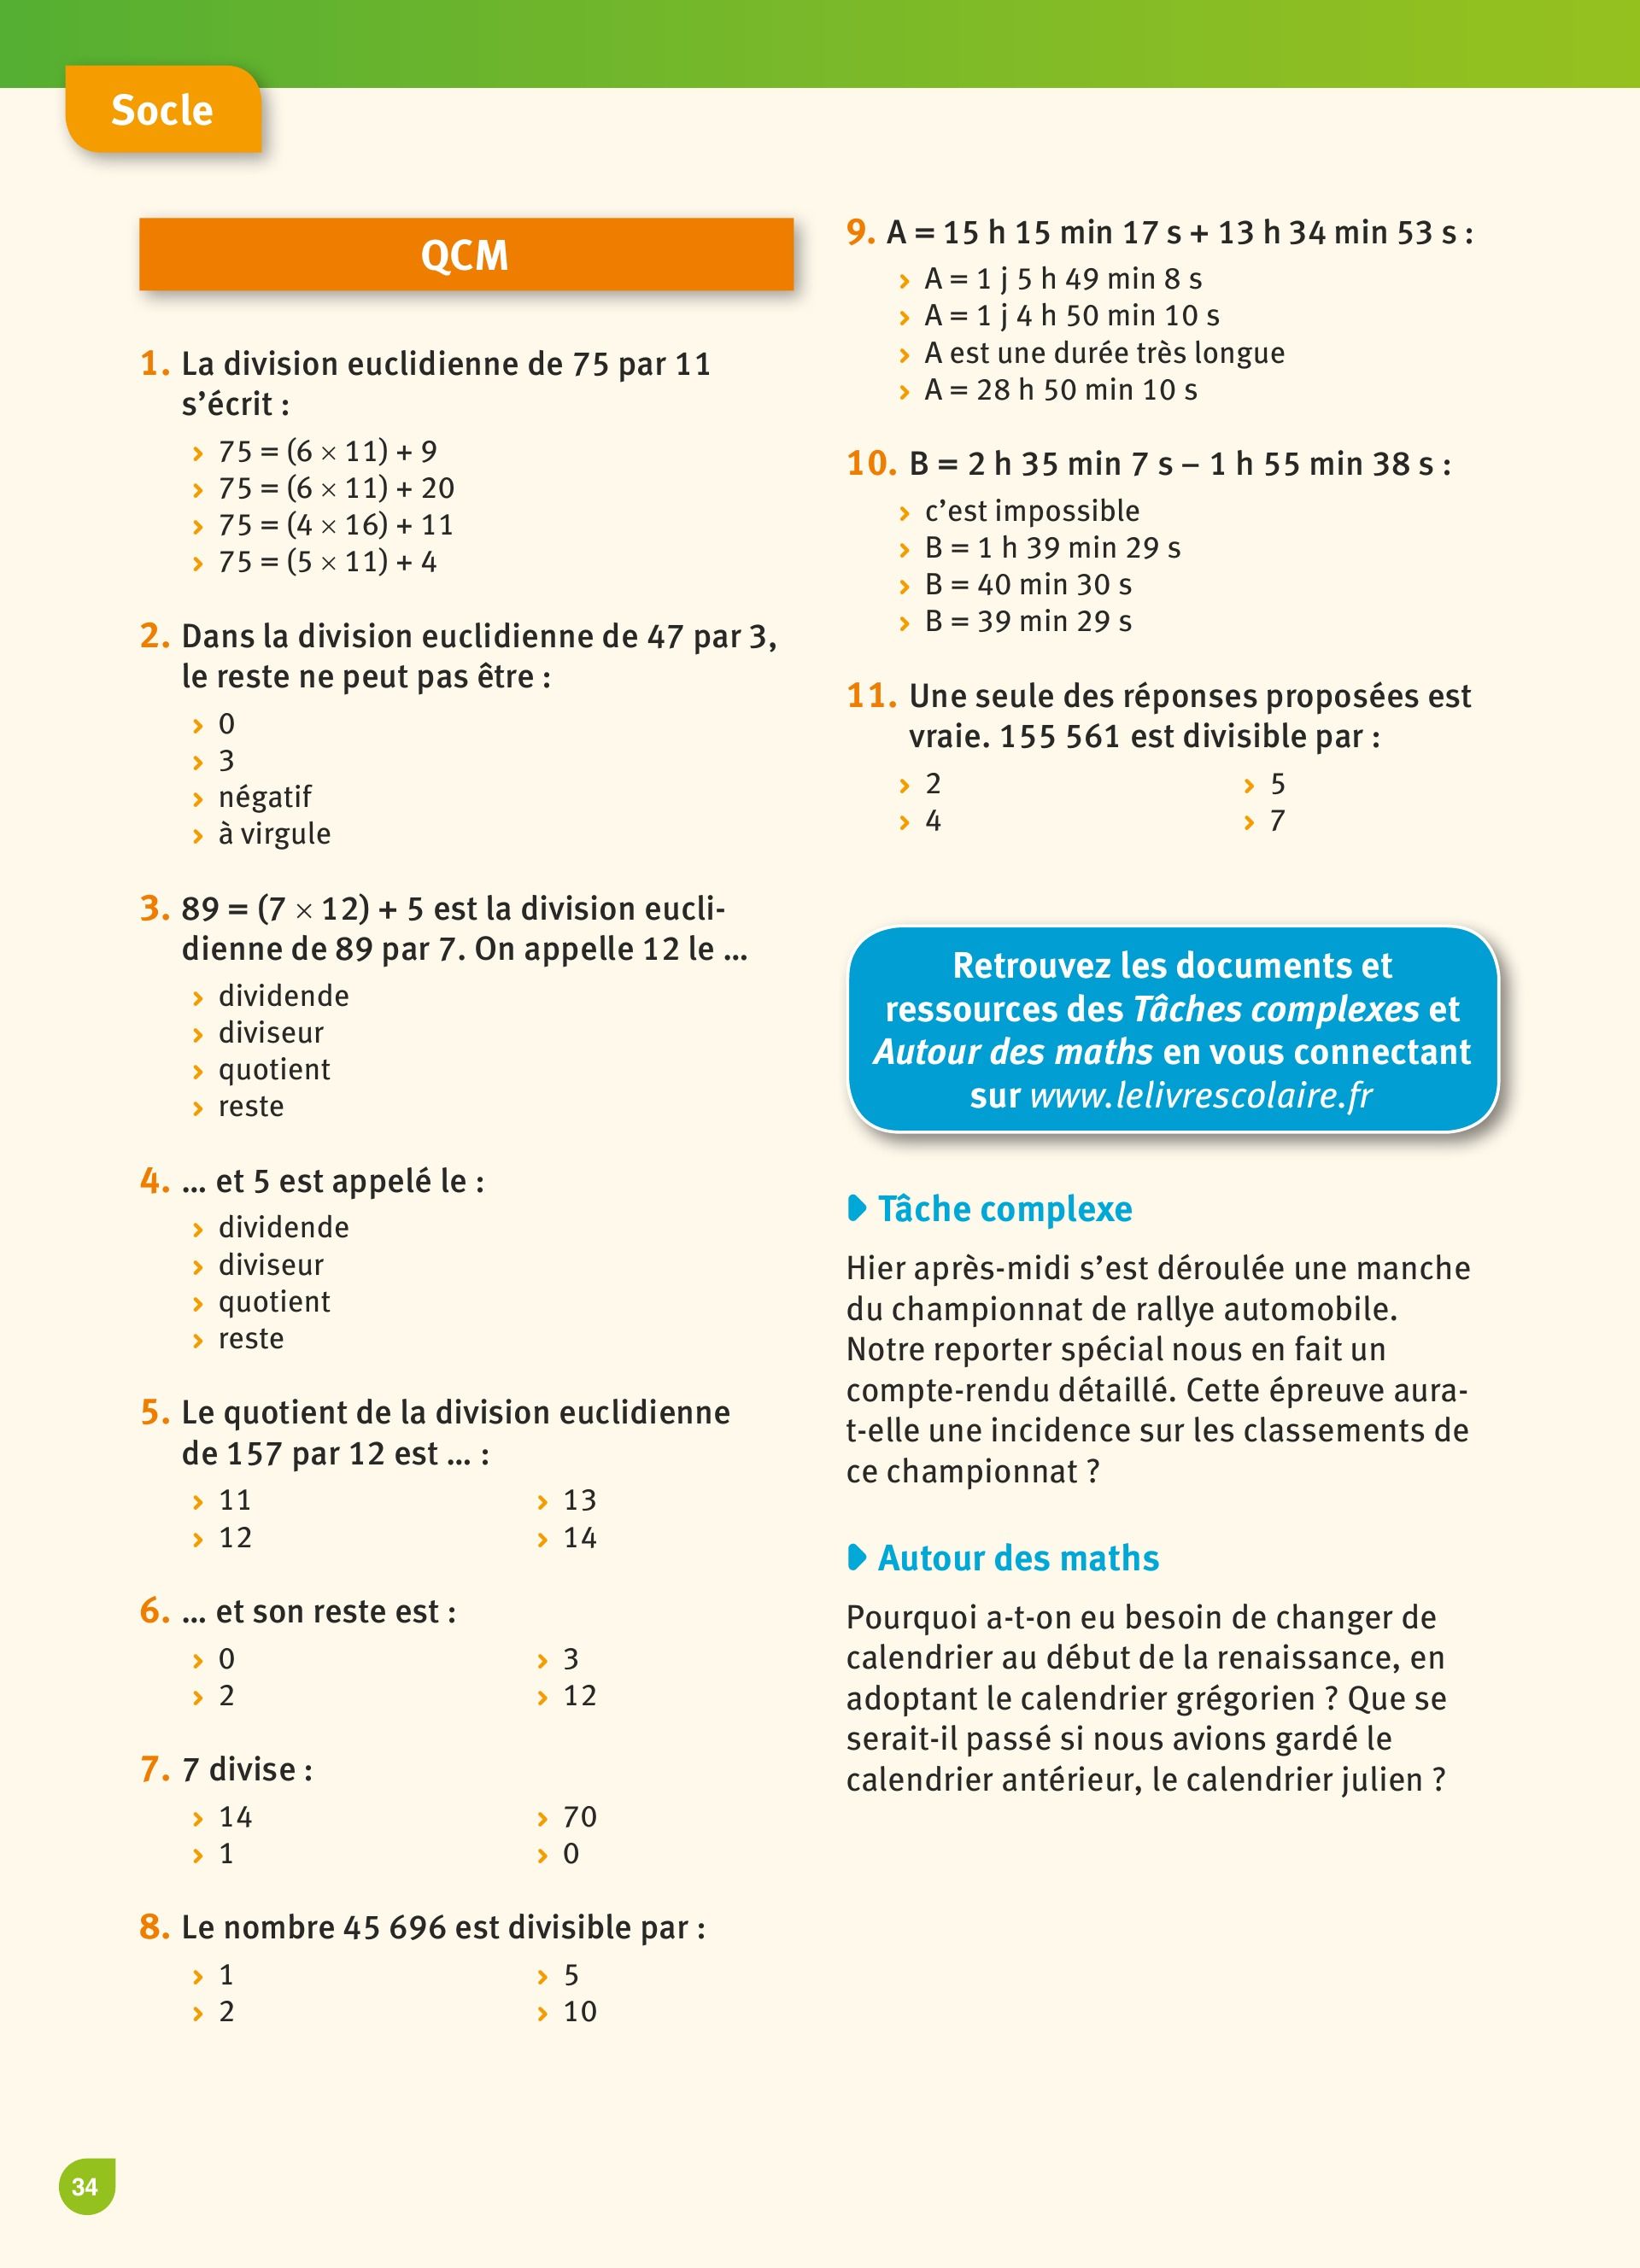 Socle
QCM
1. La division euclidienne de 75 par 11
s’écrit :
› 75 = (6 × 11) + 9
› 75 = (6 × 11) + 20
› 75 = (4 × 16) + 11
› 75 = (5 × 11) + 4
2. Dans la division euclidienne de 47 par 3,
le reste ne peut pas être :
› 0
› 3
› négatif
› à virgule
3. 89 = (7 × 12) + 5 est la division eucli-
dienne de 89 par 7. On appelle 12 le ...
› dividende
› diviseur
› quotient
› reste
4. ... et 5 est appelé le :
› dividende
› diviseur
› quotient
› reste
5. Le quotient de la division euclidienne
de 157 par 12 est ... :
› 11 › 13
› 12 › 14
6. ... et son reste est :
› 0 › 3
› 2 › 12
7. 7 divise :
› 14 › 70
› 1 › 0
8. Le nombre 45 696 est divisible par :
› 1 › 5
› 2 › 10
9. A = 15 h 15 min 17 s + 13 h 34 min 53 s :
› A = 1 j 5 h 49 min 8 s
› A = 1 j 4 h 50 min 10 s
› A est une durée très longue
› A = 28 h 50 min 10 s
10. B = 2 h 35 min 7 s – 1 h 55 min 38 s :
› c’est impossible
› B = 1 h 39 min 29 s
› B = 40 min 30 s
› B = 39 min 29 s
11. Une seule des réponses proposées est
vraie. 155 561 est divisible par :
› 2 › 5
› 4 › 7
Retrouvez les documents et
ressources des Tâches complexes et
Autour des maths en vous connectant
sur www.lelivrescolaire.fr
Tâche complexe
Hier après-midi s’est déroulée une manche
du championnat de rallye automobile.
Notre reporter spécial nous en fait un
compte-rendu détaillé. Cette épreuve aura-
t-elle une incidence sur les classements de
ce championnat ?
Autour des maths
Pourquoi a-t-on eu besoin de changer de
calendrier au début de la renaissance, en
adoptant le calendrier grégorien ? Que se
serait-il passé si nous avions gardé le
calendrier antérieur, le calendrier julien ?
34